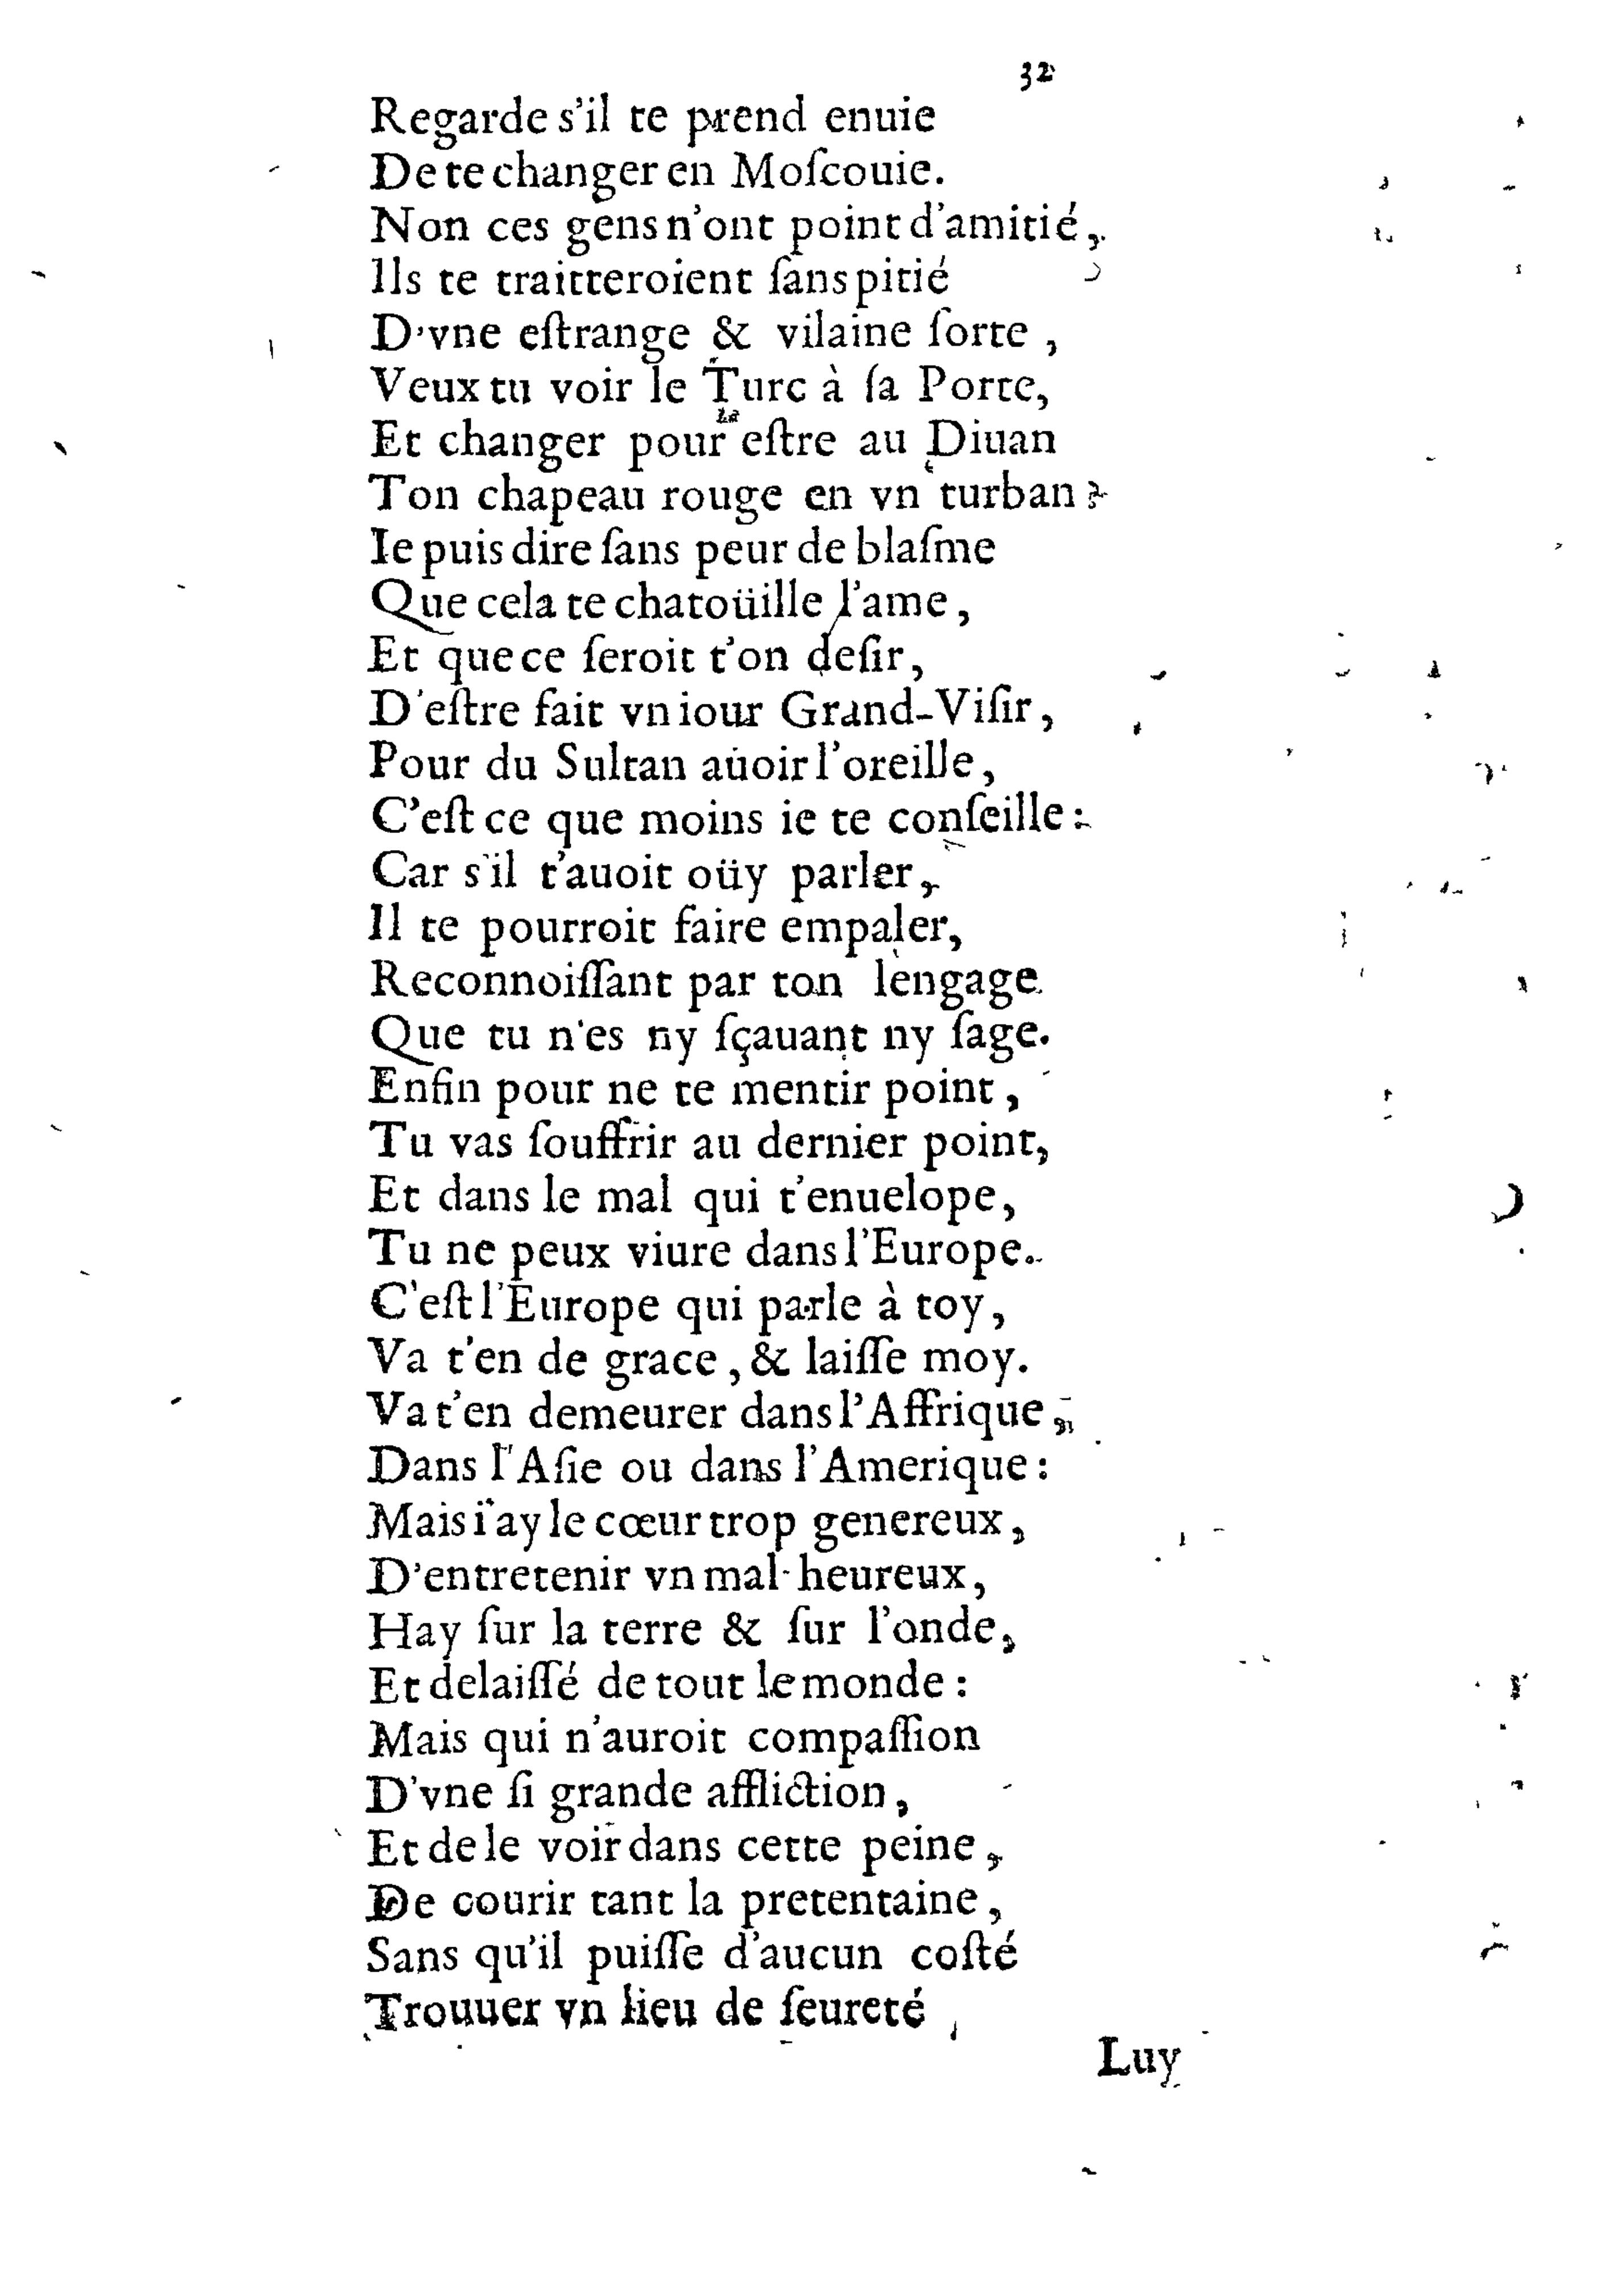 32
Regarde s'il te prend enuie
De te changer en Moſcouie.
Non ces gens n'ont point d'amitié,
Ils te traitteroient ſans pitié
D'vne eſtrange & vilaine ſorte,
Veux tu voir le Turc à ſa Porte,
Et changer pour eſtre au Diuan
Ton chapeau rouge en vn turban?
Ie puis dire ſans peur de blaſme
Que cela te chatoüille l'ame,
Et que ce ſeroit t'on deſir,
D'eſtre fait vn iour Grand-Viſir,
Pour du Sultan auoir l'oreille,
C'eſt ce que moins ie te conſeille:
Car s'il t'auoit oüy parler,
Il te pourroit faire empaler,
Reconnoiſſant par ton lengage
Que tu n'es ny ſçauant ny ſage.
Enfin pour ne te mentir point,
Tu vas ſouffrir au dernier point,
Et dans le mal qui t'enuelope,
Tu ne peux viure dans l'Europe.
C'eſt l'Europe qui parle à toy,
Va t'en de grace, & laiſſe moy.
Va t'en demeurer dans l'Affrique,
Dans l'Aſie ou dans l'Amerique:
Mais i'ay le cœur trop genereux,
D'entretenir vn mal-heureux,
Hay ſur la terre & ſur l'onde,
Et delaiſſé de tout le monde:
Mais qui n'auroit compaſſion
D'vne ſi grande affliction,
Et de le voir dans cette peine,
De courir tant la pretentaine,
Sans qu'il puiſſe d'aucun coſté
Trouuer vn lieu de ſeureté,
Luy